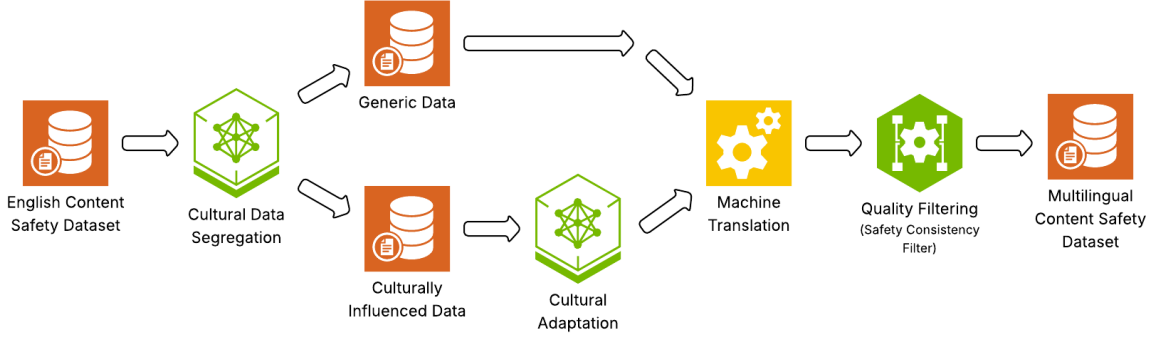 English Content
Safety Dataset
Cultural Data
Segregation
Generic Data
Culturally
Influenced Data
Cultural
Adaptation
Machine
Translation
Quality Filtering
(Safety Consistency
Filter)
Multilingual
Content Safety
Dataset